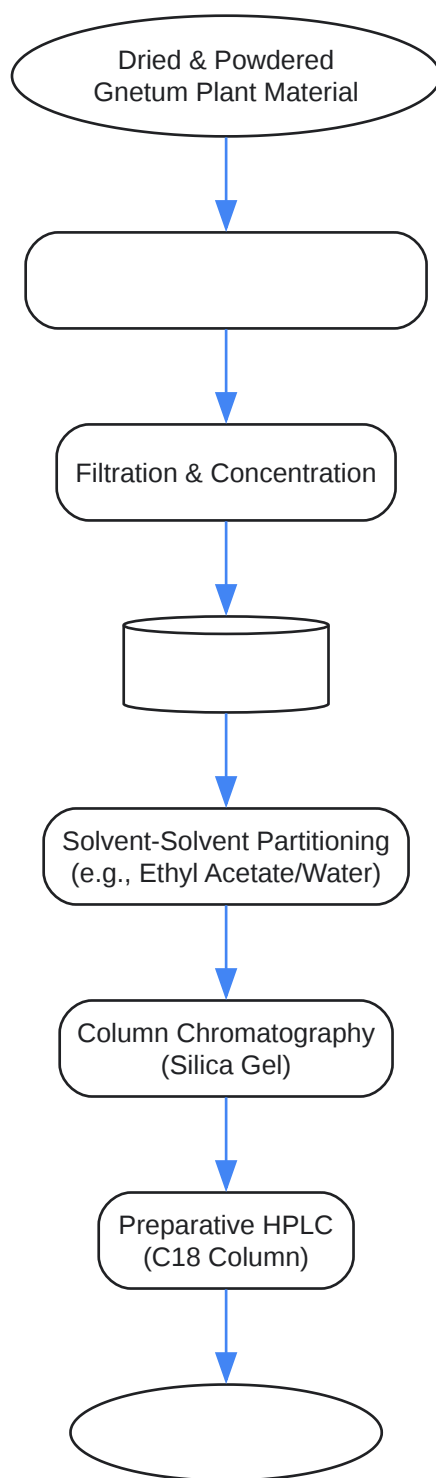 Dried & Powdered
Gnetum Plant Material
Filtration & Concentration
Solvent-Solvent Partitioning
(e.g., Ethyl Acetate/Water)
Column Chromatography
(Silica Gel)
Preparative HPLC
(C18 Column)